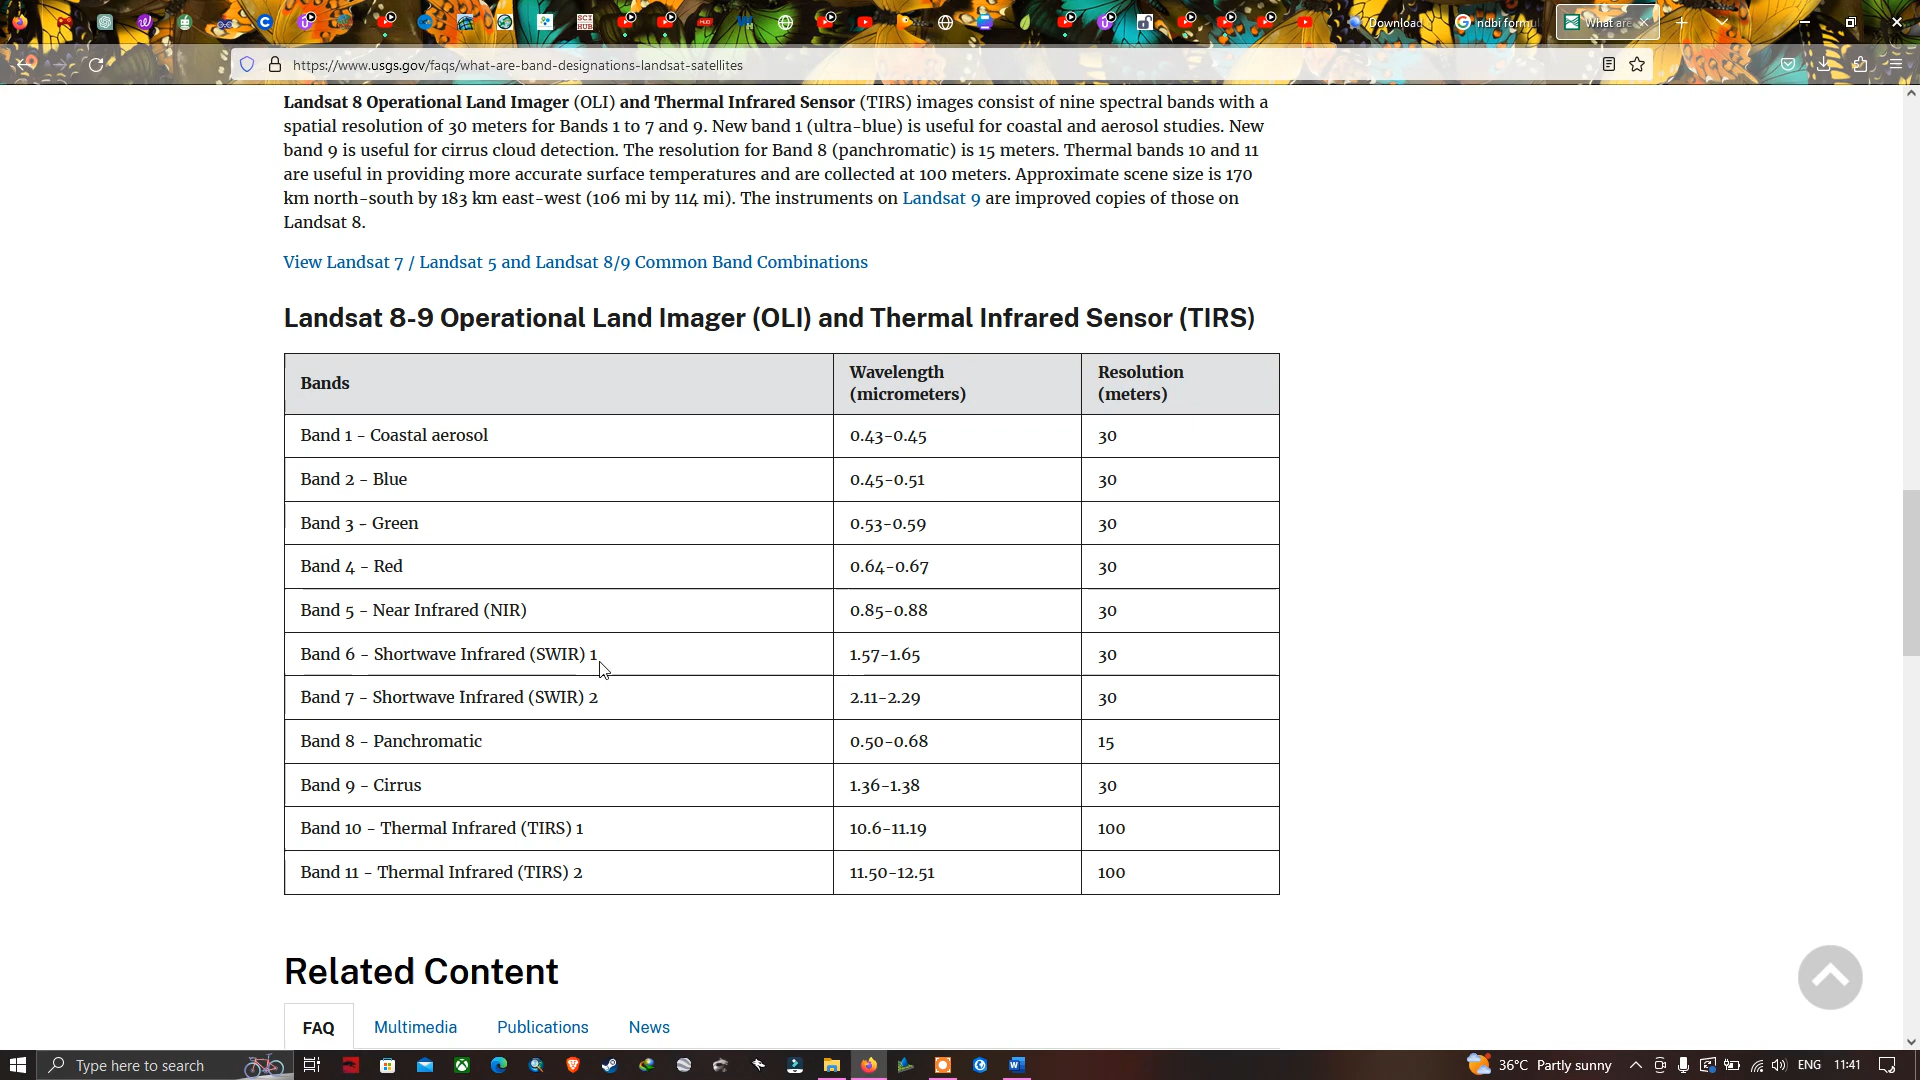 Download
ndbi formu
What are
https://www.usgs.gov/faqs/what-are-band-designations-landsat-satellites
Landsat 8 Operational Land Imager (OLI) and Thermal Infrared Sensor (TIRS) images consist of nine spectral bands with a
spatial resolution of 30 meters for Bands 1 to 7 and 9. New band 1 (ultra-blue) is useful for coastal and aerosol studies. New
band 9 is useful for cirrus cloud detection. The resolution for Band 8 (panchromatic) is 15 meters. Thermal bands 10 and 11
are useful in providing more accurate surface temperatures and are collected at 100 meters. Approximate scene size is 170
km north-south by 183 km east-west (106 mi by 114 mi). The instruments on Landsat 9 are improved copies of those on
Landsat 8.
View Landsat 7 / Landsat 5 and Landsat 8/9 Common Band Combinations
Landsat 8-9 Operational Land Imager (OLI) and Thermal Infrared Sensor (TIRS)
Bands Wavelength (micrometers) Resolution (meters)
Band 1 - Coastal aerosol 0.43-0.45 30
Band 2 - Blue 0.45-0.51 30
Band 3 - Green 0.53-0.59 30
Band 4 - Red 0.64-0.67 30
Band 5 - Near Infrared (NIR) 0.85-0.88 30
Band 6 - Shortwave Infrared (SWIR) 1 1.57-1.65 30
Band 7 - Shortwave Infrared (SWIR) 2 2.11-2.29 30
Band 8 - Panchromatic 0.50-0.68 15
Band 9 - Cirrus 1.36-1.38 30
Band 10 - Thermal Infrared (TIRS) 1 10.6-11.19 100
Band 11 - Thermal Infrared (TIRS) 2 11.50-12.51 100
Related Content
FAQ Multimedia Publications News
Type here to search
36°C Partly sunny
ENG 11:41